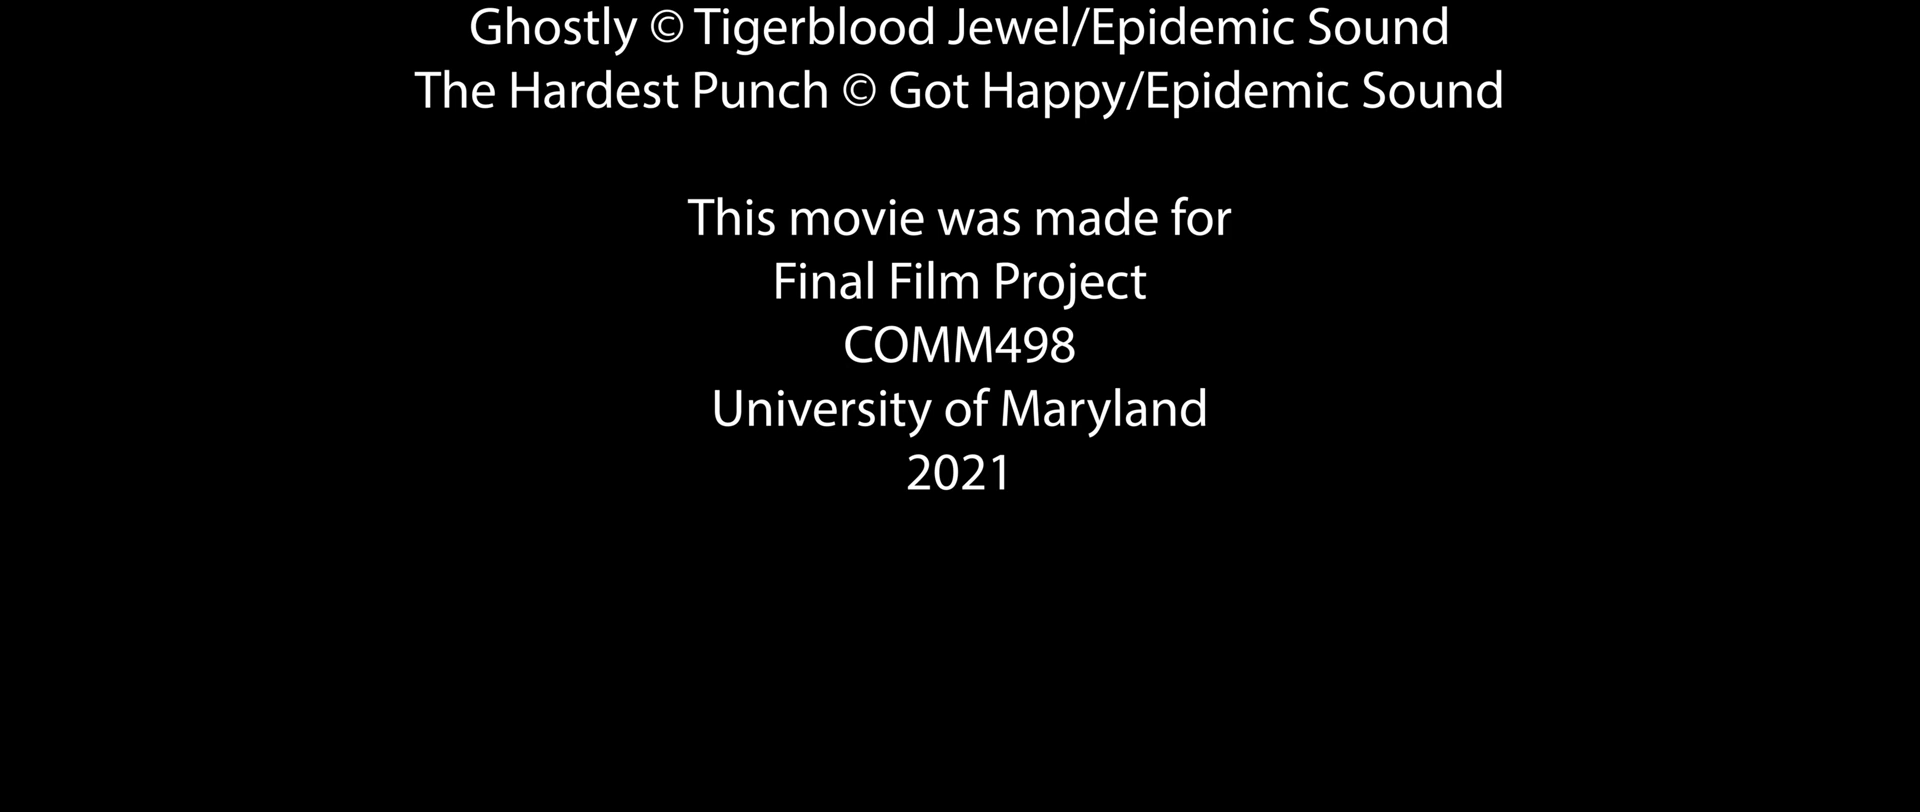 Ghostly © Tigerblood Jewel/Epidemic Sound
The Hardest Punch © Got Happy/Epidemic Sound
This movie was made for
Final Film Project
COMM498
University of Maryland
2021